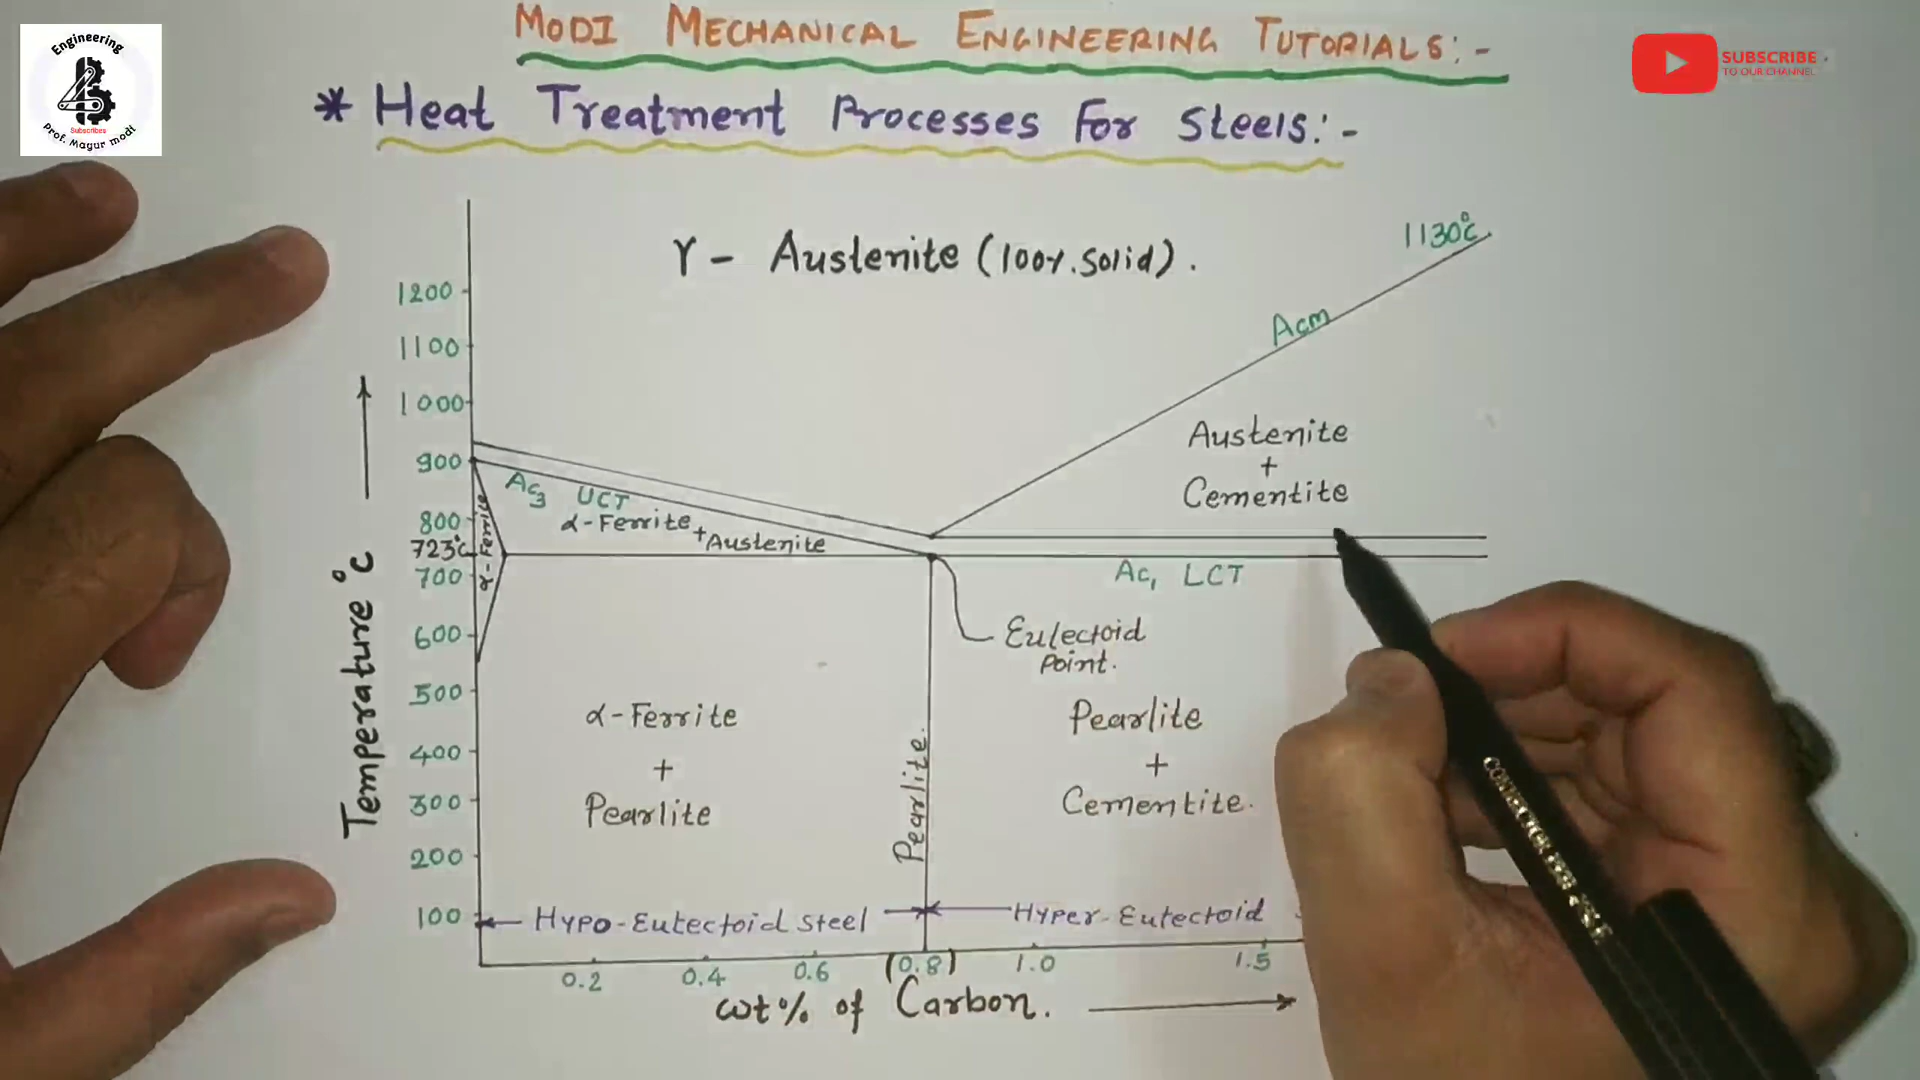 MODI MECHANICAL ENGINEERING TUTORIALS:-
Engineering
Subscribes
Prof. Mayur modi
SUBSCRIBE
TO OUR CHANNEL
* Heat Treatment Processes For Steels:-
γ - Austenite (100%.Solid).
1130°C
Acm
1200
1100
1000
900
800
723°C
700
600
500
400
300
200
100
Temperature °C
Ac3 UCT
α-Ferrite
+
Austenite
α-Ferrite
Austenite
+
Cementite
Ac1 LCT
Eutectoid
Point.
α-Ferrite
+
Pearlite
Pearlite.
Pearlite
+
Cementite.
Hypo-Eutectoid Steel
Hyper-Eutectoid
0.2
0.4
0.6
(0.8)
1.0
1.5
wt% of Carbon.